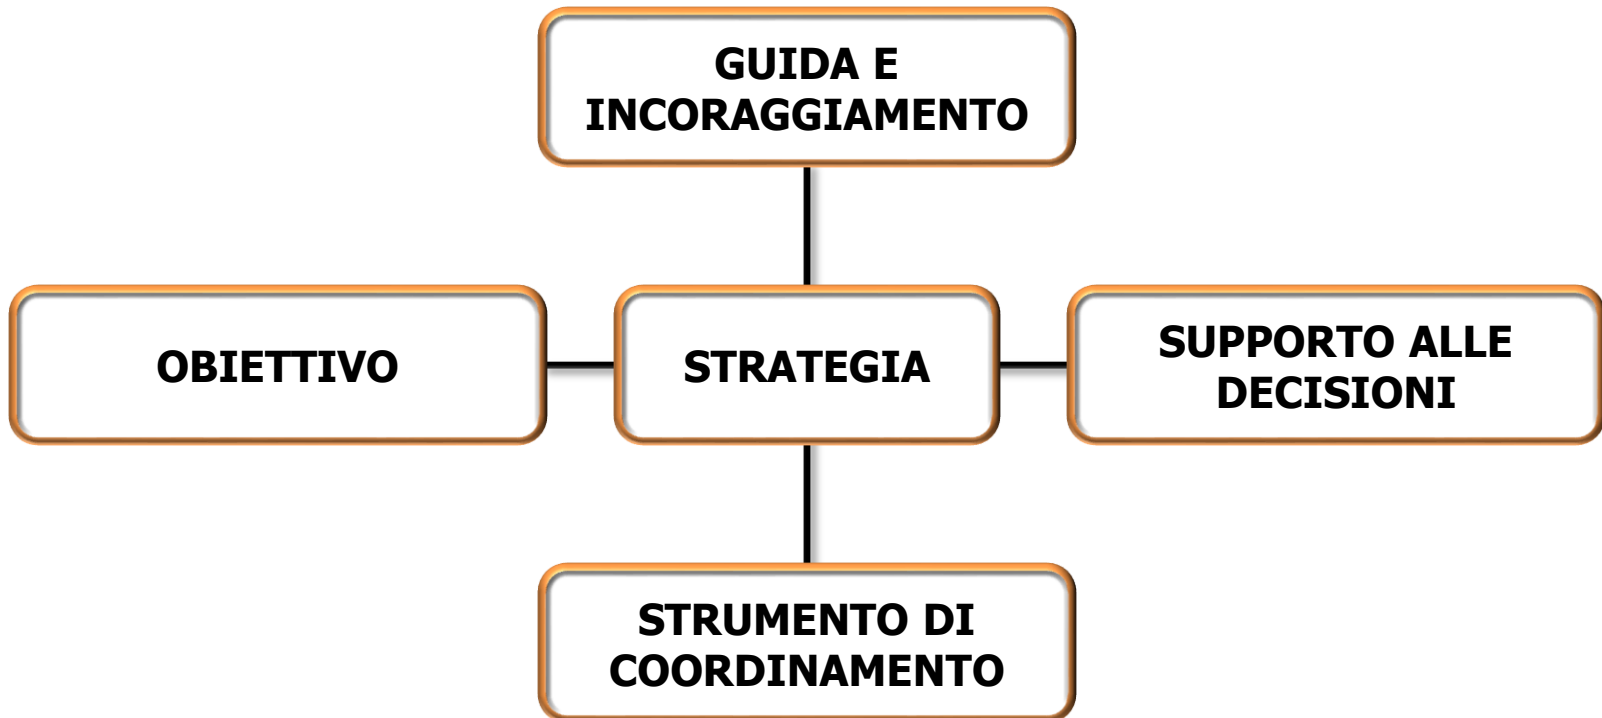 GUIDA E
INCORAGGIAMENTO
OBIETTIVO
STRATEGIA
SUPPORTO ALLE
DECISIONI
STRUMENTO DI
COORDINAMENTO